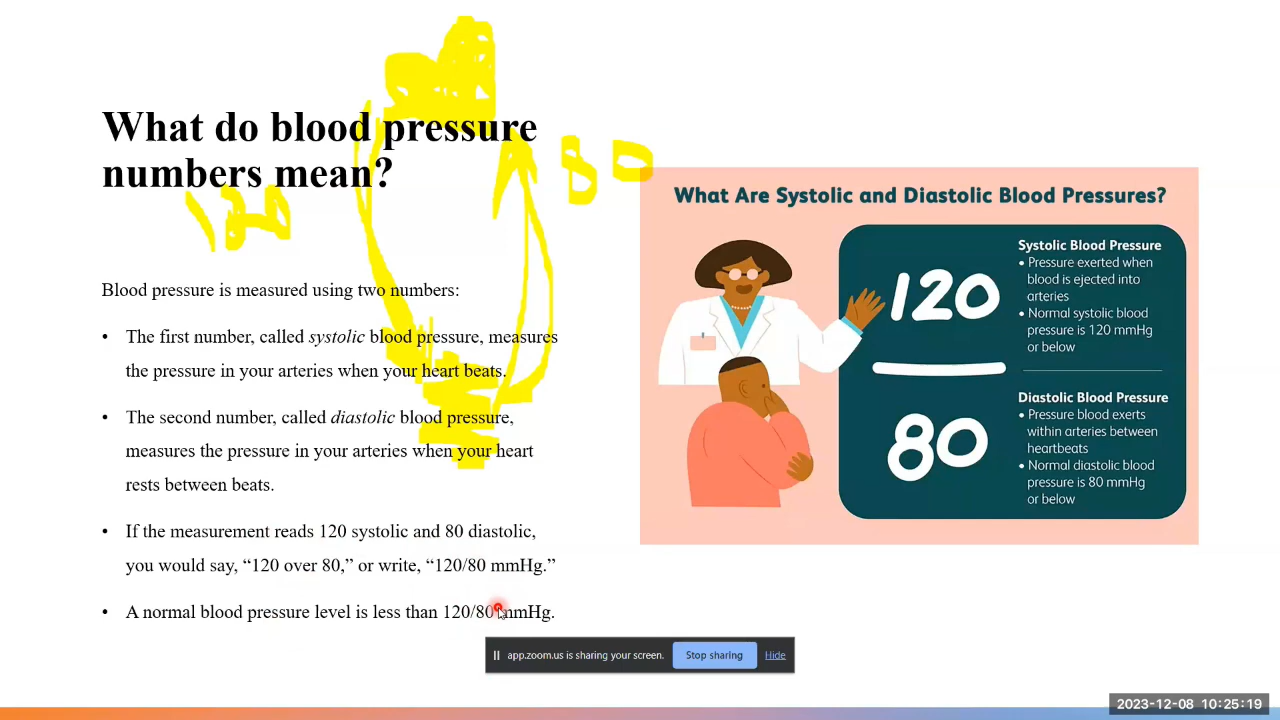 What do blood pressure
numbers mean?
120
80
Blood pressure is measured using two numbers:
• The first number, called systolic blood pressure, measures
the pressure in your arteries when your heart beats.
• The second number, called diastolic blood pressure,
measures the pressure in your arteries when your heart
rests between beats.
• If the measurement reads 120 systolic and 80 diastolic,
you would say, “120 over 80,” or write, “120/80 mmHg.”
• A normal blood pressure level is less than 120/80 mmHg.
What Are Systolic and Diastolic Blood Pressures?
120
80
Systolic Blood Pressure
• Pressure exerted when
blood is ejected into
arteries
• Normal systolic blood
pressure is 120 mmHg
or below
Diastolic Blood Pressure
• Pressure blood exerts
within arteries between
heartbeats
• Normal diastolic blood
pressure is 80 mmHg
or below
app.zoom.us is sharing your screen.
Stop sharing
Hide
2023-12-08 10:25:19